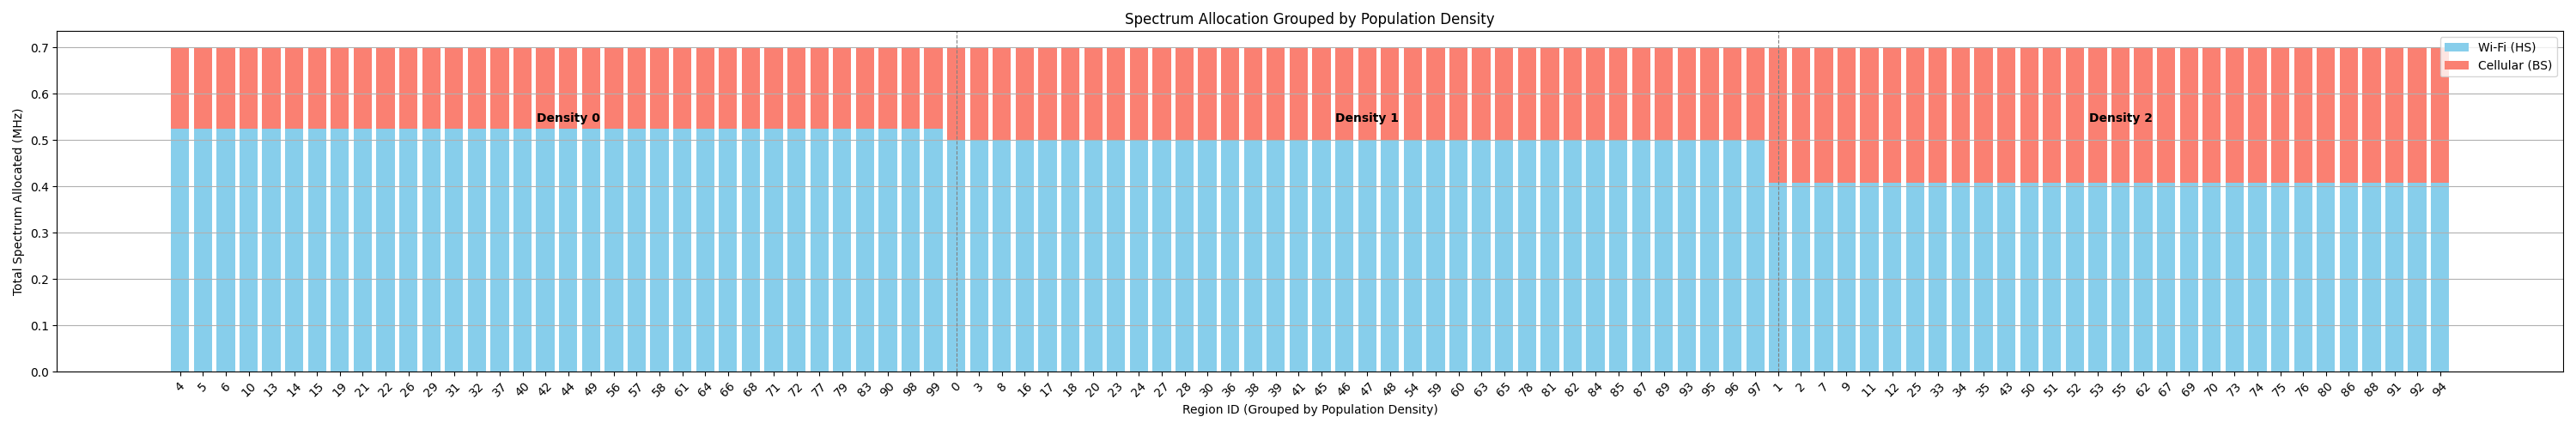 Spectrum Allocation Grouped by Population Density
Total Spectrum Allocated (MHz)
0.7
0.6
0.5
0.4
0.3
0.2
0.1
0.0
Wi-Fi (HS)
Cellular (BS)
Density 0
Density 1
Density 2
4 5 6 10 13 14 15 19 21 22 26 29 31 32 37 40 42 44 49 56 57 58 61 64 66 68 71 72 77 79 83 90 98 99 0 3 8 16 17 18 20 23 24 27 28 30 36 38 39 41 45 46 47 48 54 59 60 63 65 78 81 82 84 85 87 89 93 95 96 97 1 2 7 9 11 12 25 33 34 35 43 50 51 52 53 55 62 67 69 70 73 74 75 76 80 86 88 91 92 94
Region ID (Grouped by Population Density)